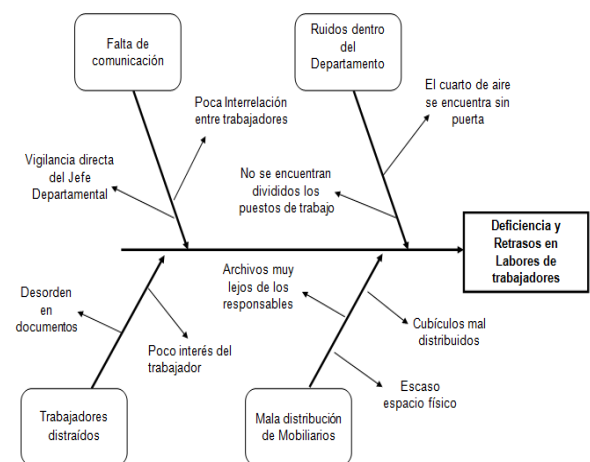 Falta de
comunicación
Ruidos dentro
del
Departamento
Poca Interrelación
entre trabajadores
El cuarto de aire
se encuentra sin
puerta
Vigilancia directa
del Jefe
Departamental
No se encuentran
divididos los
puestos de trabajo
Deficiencia y
Retrasos en
Labores de
trabajadores
Archivos muy
lejos de los
responsables
Desorden
en
documentos
Cubículos mal
distribuidos
Poco interés del
trabajador
Escaso
espacio físico
Trabajadores
distraídos
Mala distribución
de Mobiliarios